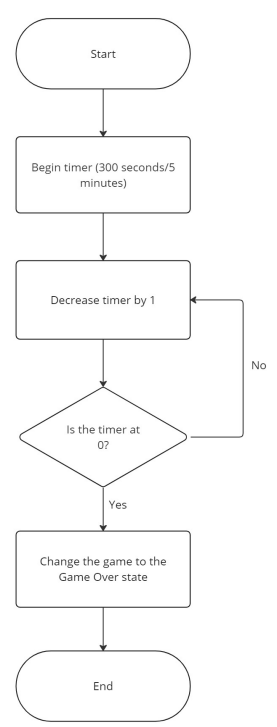 Start
Begin timer (300 seconds/5
minutes)
Decrease timer by 1
No
Is the timer at
0?
Yes
Change the game to the
Game Over state
End